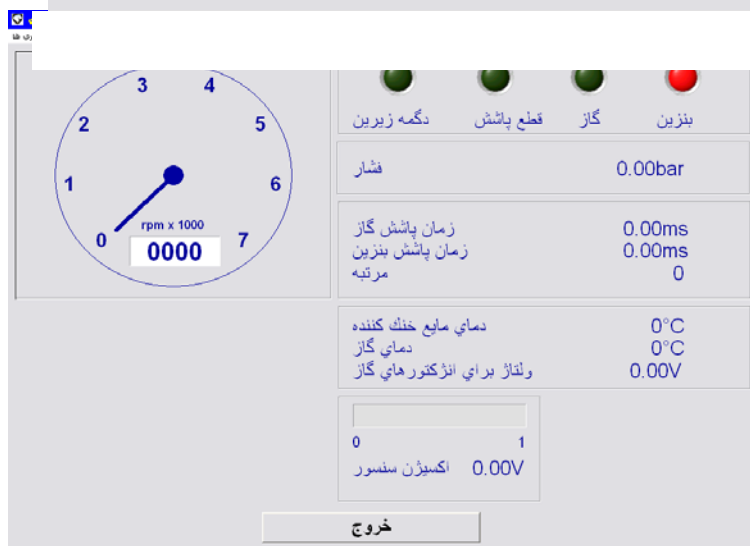 3 4
2 5
1 6
0 7
rpm x 1000
0000
دگمه زیرین قطع پاشش گاز بنزین
فشار 0.00bar
زمان پاشش گاز 0.00ms
زمان پاشش بنزین 0.00ms
مرتبه 0
دماي مايع خنك كننده 0°C
دماي گاز 0°C
ولتاژ براي انژكتورهاي گاز 0.00V
0 1
اكسيژن سنسور 0.00V
خروج